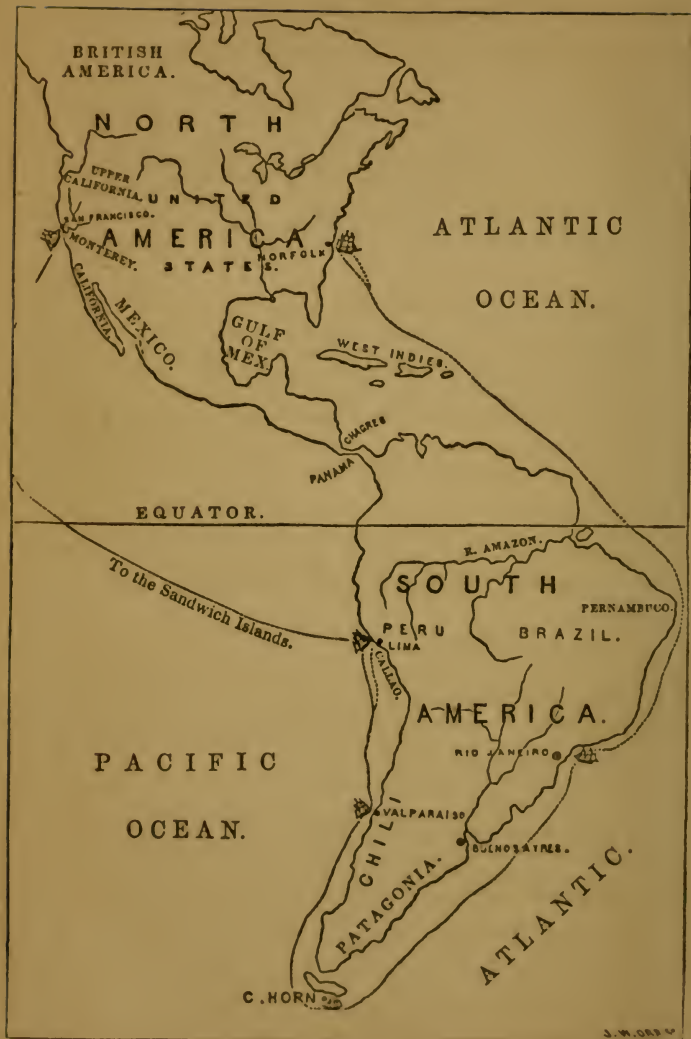 BRITISH
AMERICA.
NORTH
UPPER
CALIFORNIA.
UNITED
SAN FRANCISCO.
AMERICA
MONTEREY.
STATES.
NORFOLK
ATLANTIC
OCEAN.
CALIFORNIA.
MEXICO.
GULF
OF
MEX.
WEST INDIES.
CHAGRES
PANAMA
EQUATOR.
R. AMAZON.
To the Sandwich Islands.
SOUTH
PERNAMBUCO.
PERU
BRAZIL.
LIMA
CALLAO.
AMERICA.
RIO JANEIRO
PACIFIC
OCEAN.
VALPARAISO
CHILI
BUENOS AYRES.
PATAGONIA.
ATLANTIC.
C. HORN
J. W. ORR